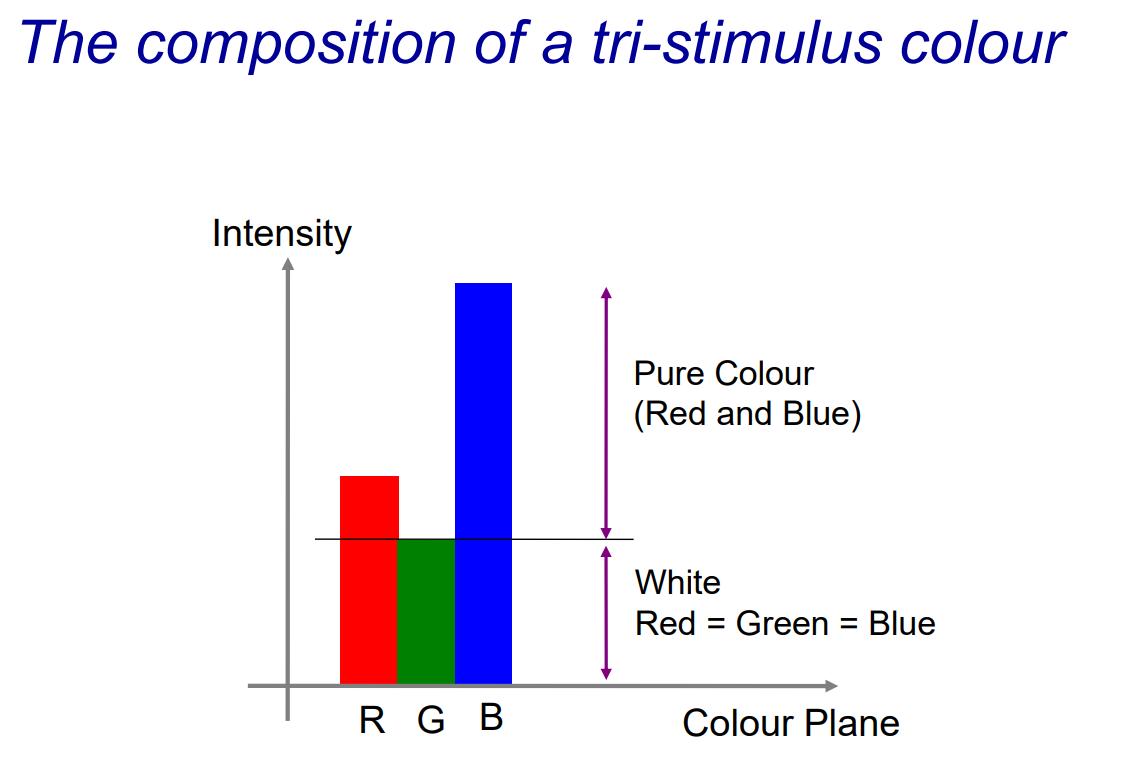 The composition of a tri-stimulus colour
Intensity
Pure Colour
(Red and Blue)
White
Red = Green = Blue
R G B
Colour Plane